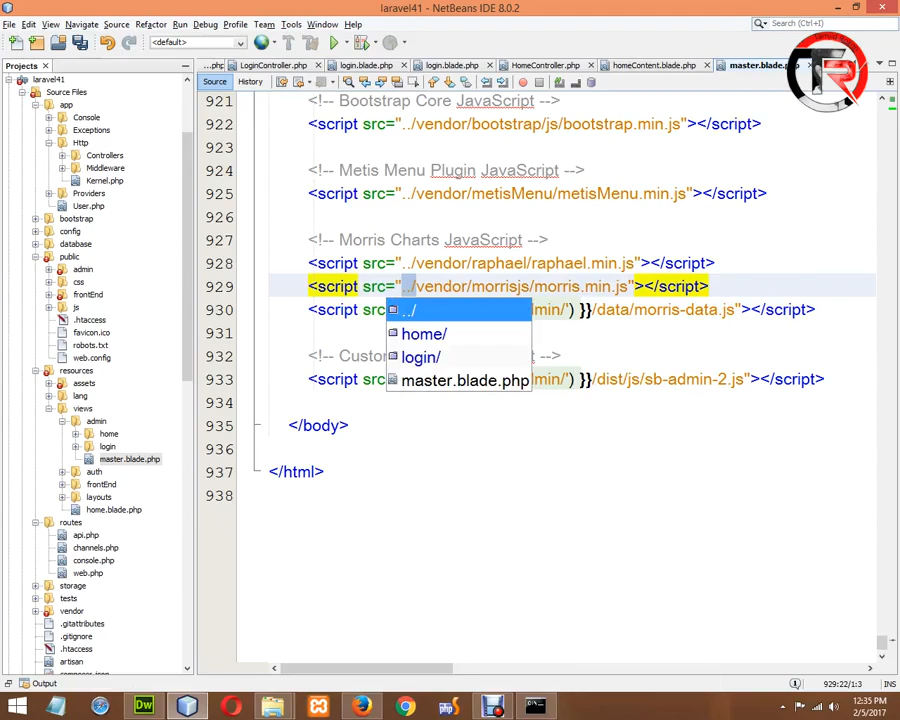 laravel41 - NetBeans IDE 8.0.2
File Edit View Navigate Source Refactor Run Debug Profile Team Tools Window Help
Search (Ctrl+I)
<default>
Projects
...php LoginController.php login.blade.php login.blade.php HomeController.php homeContent.blade.php master.blade.php
Source History
laravel41
Source Files
app
Console
Exceptions
Http
Controllers
Middleware
Kernel.php
Providers
User.php
bootstrap
config
database
public
admin
css
frontEnd
js
.htaccess
favicon.ico
robots.txt
web.config
resources
assets
lang
views
admin
home
login
master.blade.php
auth
frontEnd
layouts
home.blade.php
routes
api.php
channels.php
console.php
web.php
storage
tests
vendor
.gitattributes
.gitignore
.htaccess
artisan
921 <!-- Bootstrap Core JavaScript -->
922 <script src="../vendor/bootstrap/js/bootstrap.min.js"></script>
923
924 <!-- Metis Menu Plugin JavaScript -->
925 <script src="../vendor/metisMenu/metisMenu.min.js"></script>
926
927 <!-- Morris Charts JavaScript -->
928 <script src="../vendor/raphael/raphael.min.js"></script>
929 <script src="../vendor/morrisjs/morris.min.js"></script>
930 <script src min/') }}/data/morris-data.js"></script>
931
932 <!-- Custo -->
933 <script src min/') }}/dist/js/sb-admin-2.js"></script>
934
935 </body>
936
937 </html>
938
../
home/
login/
master.blade.php
Output
929:22/1:3
INS
12:35 PM
2/5/2017